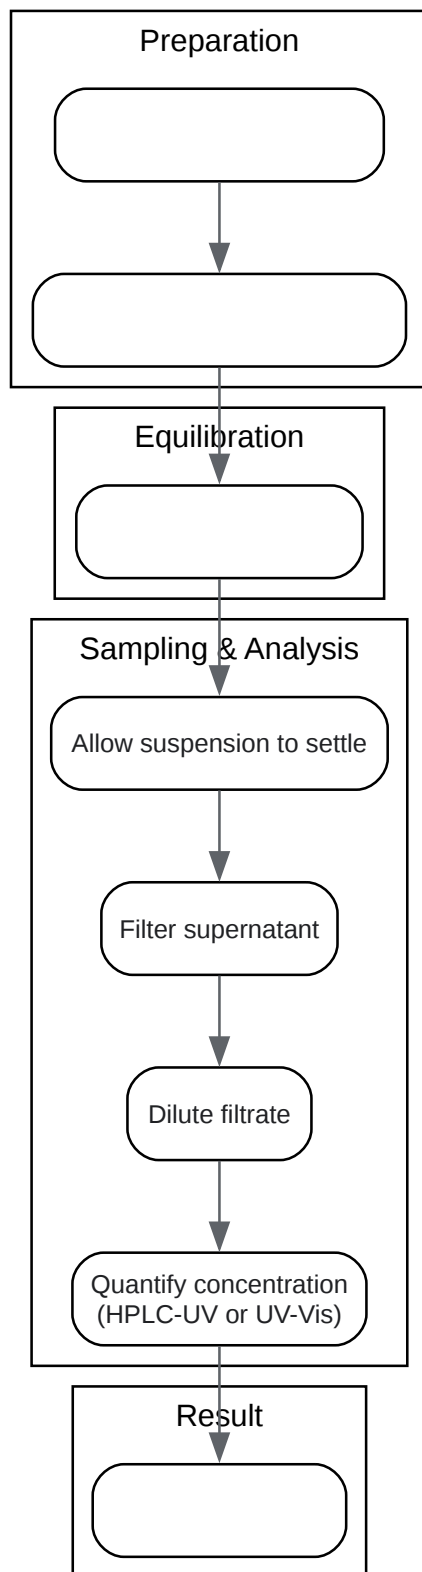 Preparation
Equilibration
Sampling & Analysis
Allow suspension to settle
Filter supernatant
Dilute filtrate
Quantify concentration
(HPLC-UV or UV-Vis)
Result